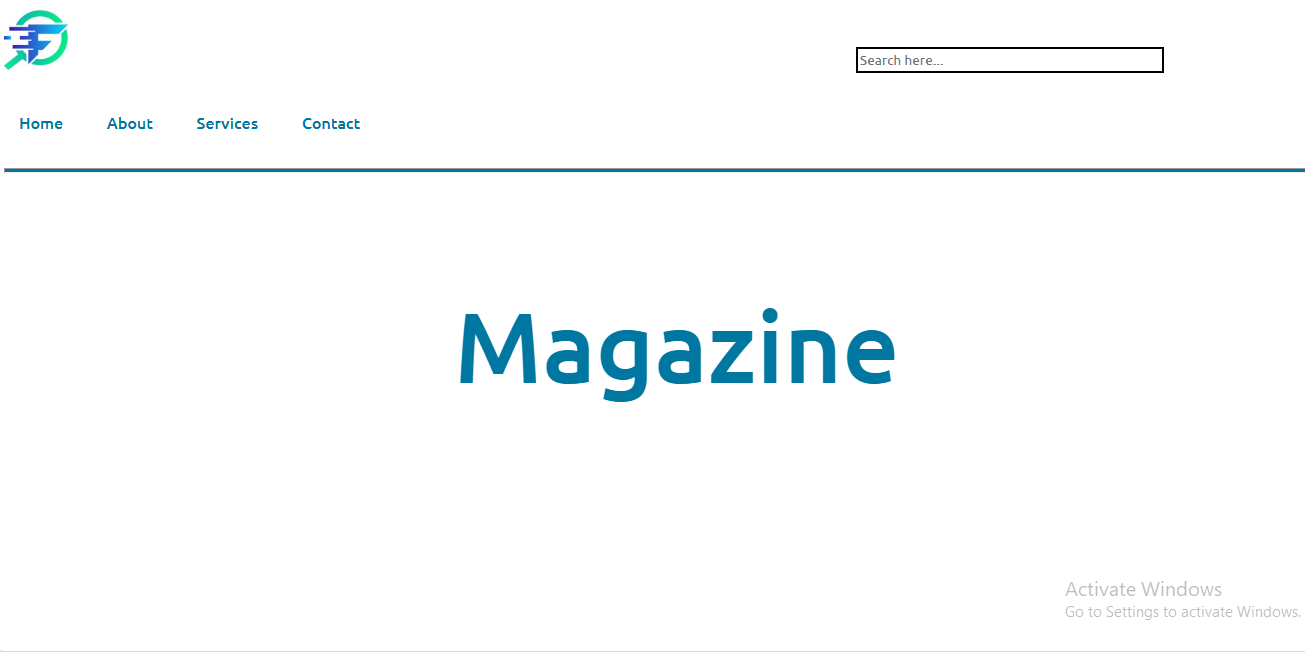 Search here...
Home About Services Contact
Magazine
Activate Windows
Go to Settings to activate Windows.